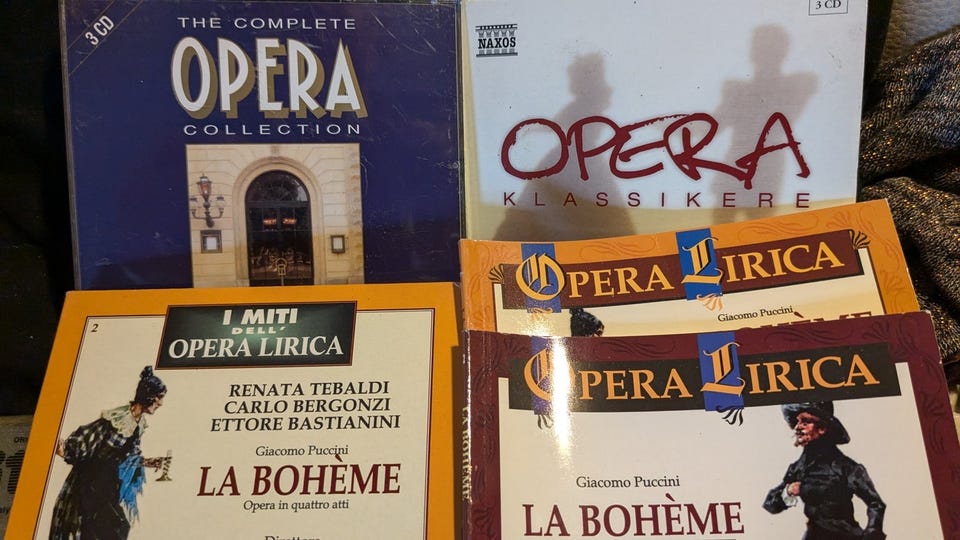 3 CD
THE COMPLETE
OPERA
COLLECTION
3 CD
NAXOS
OPERA
KLASSIKERE
2
I MITI
DELL'
OPERA LIRICA
RENATA TEBALDI
CARLO BERGONZI
ETTORE BASTIANINI
Giacomo Puccini
LA BOHÈME
Opera in quattro atti
OPERA LIRICA
Giacomo Puccini
OPERA LIRICA
Giacomo Puccini
LA BOHÈME
LA BOHÈME